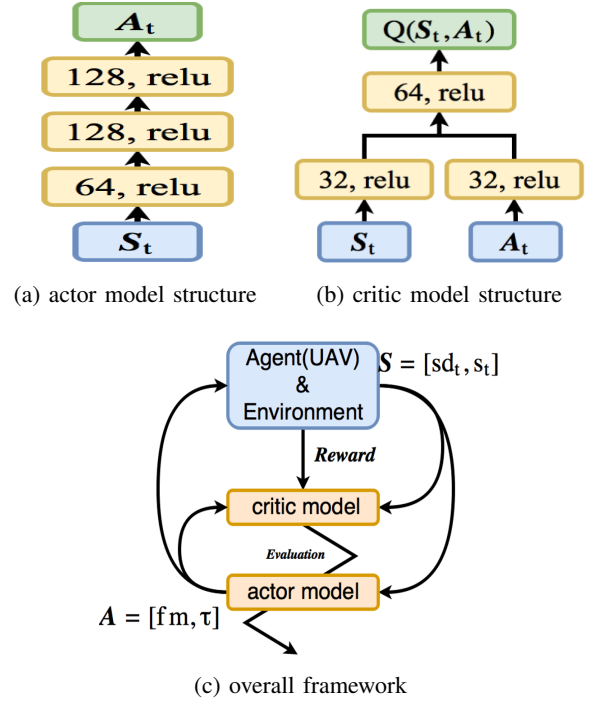 A_t
128, relu
128, relu
64, relu
S_t
(a) actor model structure
Q(S_t, A_t)
64, relu
32, relu
32, relu
S_t
A_t
(b) critic model structure
Agent(UAV)
&
Environment
S = [sd_t, s_t]
Reward
critic model
Evaluation
actor model
A = [fm, τ]
(c) overall framework